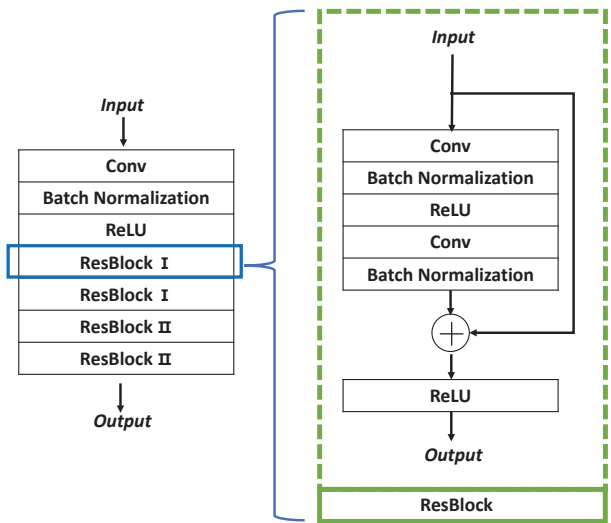 Input
Conv
Batch Normalization
ReLU
ResBlock I
ResBlock I
ResBlock II
ResBlock II
Output
Input
Conv
Batch Normalization
ReLU
Conv
Batch Normalization
ReLU
Output
ResBlock